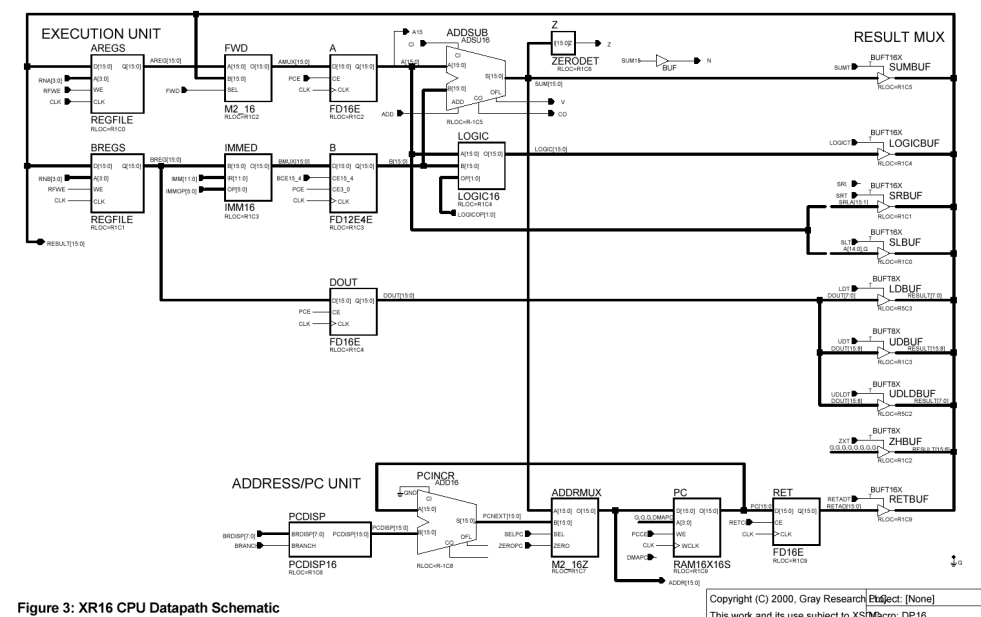 EXECUTION UNIT
AREGS
D[15:0] Q[15:0]
A[3:0]
WE
CLK
RNA[3:0]
RFWE
CLK
REGFILE
RLOC=R1C0
AREG[15:0]
FWD
A[15:0] O[15:0]
B[15:0]
SEL
FWD
M2_16
RLOC=R1C2
AMUX[15:0]
A
D[15:0] Q[15:0]
CE
CLK
PCE
CLK
FD16E
RLOC=R1C2
A15
CI
A[15:0]
ADDSUB
ADSU16
CI
A[15:0]
B[15:0]
S[15:0]
ADD CO OFL
ADD
RLOC=R-1C5
SUM[15:0]
V
CO
Z
I[15:0]Z
Z
ZERODET
RLOC=R1C6
SUM15
BUF
N
RESULT MUX
BUFT16X
SUMT
T
SUMBUF
RLOC=R1C5
BREGS
D[15:0] Q[15:0]
A[3:0]
WE
CLK
RNB[3:0]
RFWE
CLK
REGFILE
RLOC=R1C1
BREG[15:0]
IMMED
B[15:0] O[15:0]
IR[11:0]
OP[5:0]
IMM[11:0]
IMMOP[5:0]
IMM16
RLOC=R1C3
BMUX[15:0]
B
D[15:0] Q[15:0]
CE15_4
CE3_0
CLK
BCE15_4
PCE
CLK
FD12E4E
RLOC=R1C3
B[15:0]
LOGIC
A[15:0] O[15:0]
B[15:0]
OP[1:0]
LOGIC16
RLOC=R1C4
LOGICOP[1:0]
LOGIC[15:0]
BUFT16X
LOGICT
T
LOGICBUF
RLOC=R1C4
SRI
BUFT16X
SRT
T
SRBUF
SRI,A[15:1]
RLOC=R1C1
BUFT16X
SLT
T
SLBUF
A[14:0],G
RLOC=R1C0
RESULT[15:0]
DOUT
D[15:0] Q[15:0]
CE
CLK
PCE
CLK
FD16E
RLOC=R1C4
DOUT[15:0]
BUFT8X
LDT
T
LDBUF
DOUT[7:0]
RESULT[7:0]
RLOC=R5C3
BUFT8X
UDT
T
UDBUF
DOUT[15:8]
RESULT[15:8]
RLOC=R1C3
BUFT8X
UDLDT
T
UDLDBUF
DOUT[15:8]
RESULT[7:0]
RLOC=R5C2
BUFT8X
ZXT
T
ZHBUF
G,G,G,G,G,G,G,G
RESULT[15:8]
RLOC=R1C2
ADDRESS/PC UNIT
PCDISP
BRDISP[7:0]
BRANCH
BRDISP[7:0] PCDISP[15:0]
BRANCH
PCDISP16
RLOC=R1C6
PCDISP[15:0]
PCINCR
ADD16
GND
CI
A[15:0]
B[15:0]
S[15:0]
CO OFL
RLOC=R-1C8
PCNEXT[15:0]
ADDRMUX
A[15:0] O[15:0]
B[15:0]
SEL
ZERO
SELPC
ZEROPC
M2_16Z
RLOC=R1C7
PC
D[15:0] O[15:0]
A[3:0]
WE
WCLK
G,G,G,DMAPC
PCCE
CLK
DMAPC
RAM16X16S
RLOC=R1C9
ADDR[15:0]
PC[15:0]
RET
D[15:0] Q[15:0]
CE
CLK
CLK
FD16E
RLOC=R1C9
BUFT16X
RETADT
T
RETBUF
RETAD[15:0]
RLOC=R1C9
G
Copyright (C) 2000, Gray Research
Project: [None]
This work and its use subject to
Macro: DP16
Figure 3: XR16 CPU Datapath Schematic